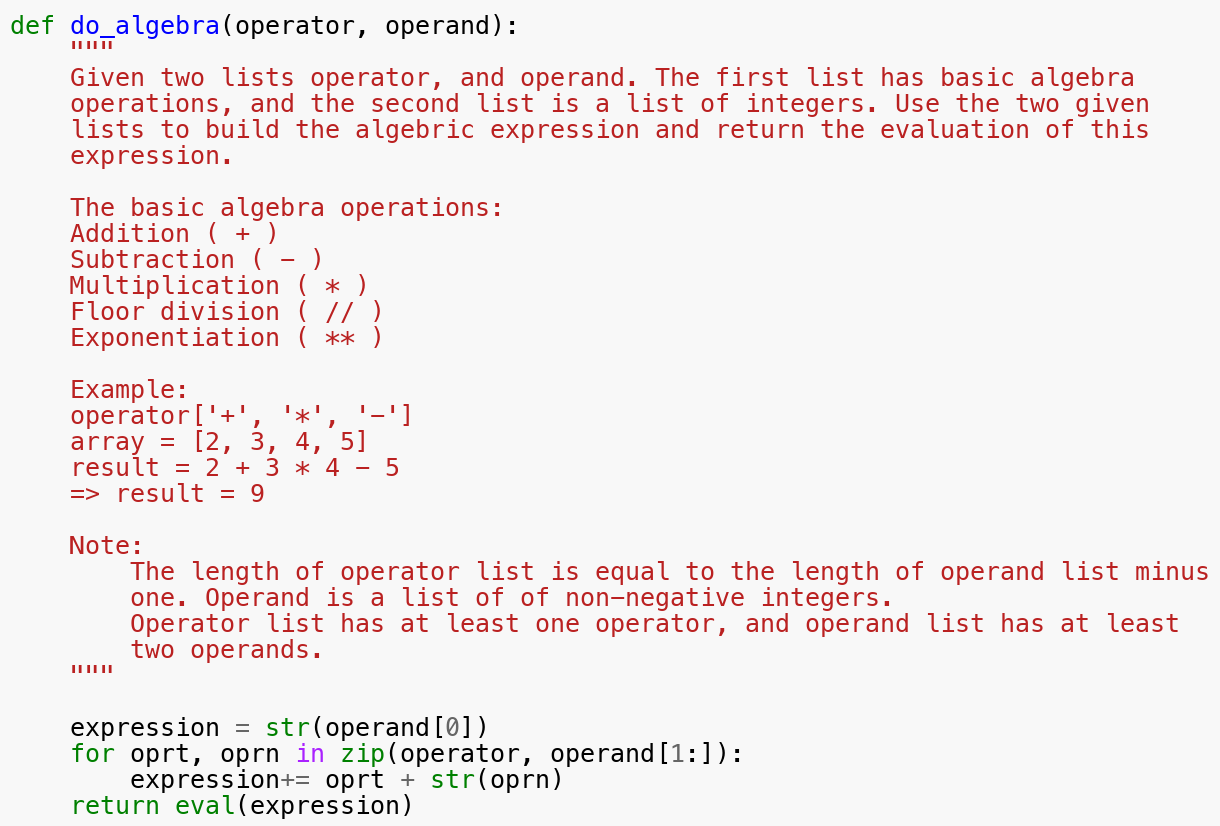 def do_algebra(operator, operand):
    """
    Given two lists operator, and operand. The first list has basic algebra
    operations, and the second list is a list of integers. Use the two given
    lists to build the algebric expression and return the evaluation of this
    expression.

    The basic algebra operations:
    Addition ( + )
    Subtraction ( - )
    Multiplication ( * )
    Floor division ( // )
    Exponentiation ( ** )

    Example:
    operator['+', '*', '-']
    array = [2, 3, 4, 5]
    result = 2 + 3 * 4 - 5
    => result = 9

    Note:
        The length of operator list is equal to the length of operand list minus
        one. Operand is a list of of non-negative integers.
        Operator list has at least one operator, and operand list has at least
        two operands.
    """

    expression = str(operand[0])
    for oprt, oprn in zip(operator, operand[1:]):
        expression+= oprt + str(oprn)
    return eval(expression)